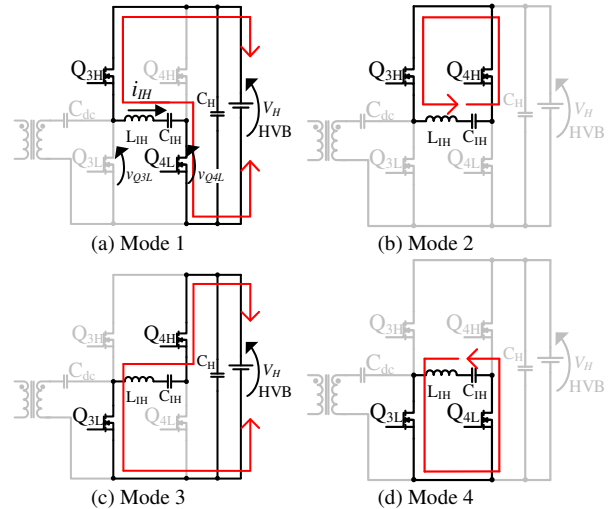 Q3H
Q4H
iIH
Cdc
LIH
CIH
CH
VH
HVB
Q3L
Q4L
vQ3L
vQ4L
(a) Mode 1
Q3H
Q4H
CH
VH
HVB
Cdc
LIH
CIH
Q3L
Q4L
(b) Mode 2
Q3H
Q4H
CH
VH
HVB
Cdc
LIH
CIH
Q3L
Q4L
(c) Mode 3
Q3H
Q4H
CH
VH
HVB
Cdc
LIH
CIH
Q3L
Q4L
(d) Mode 4